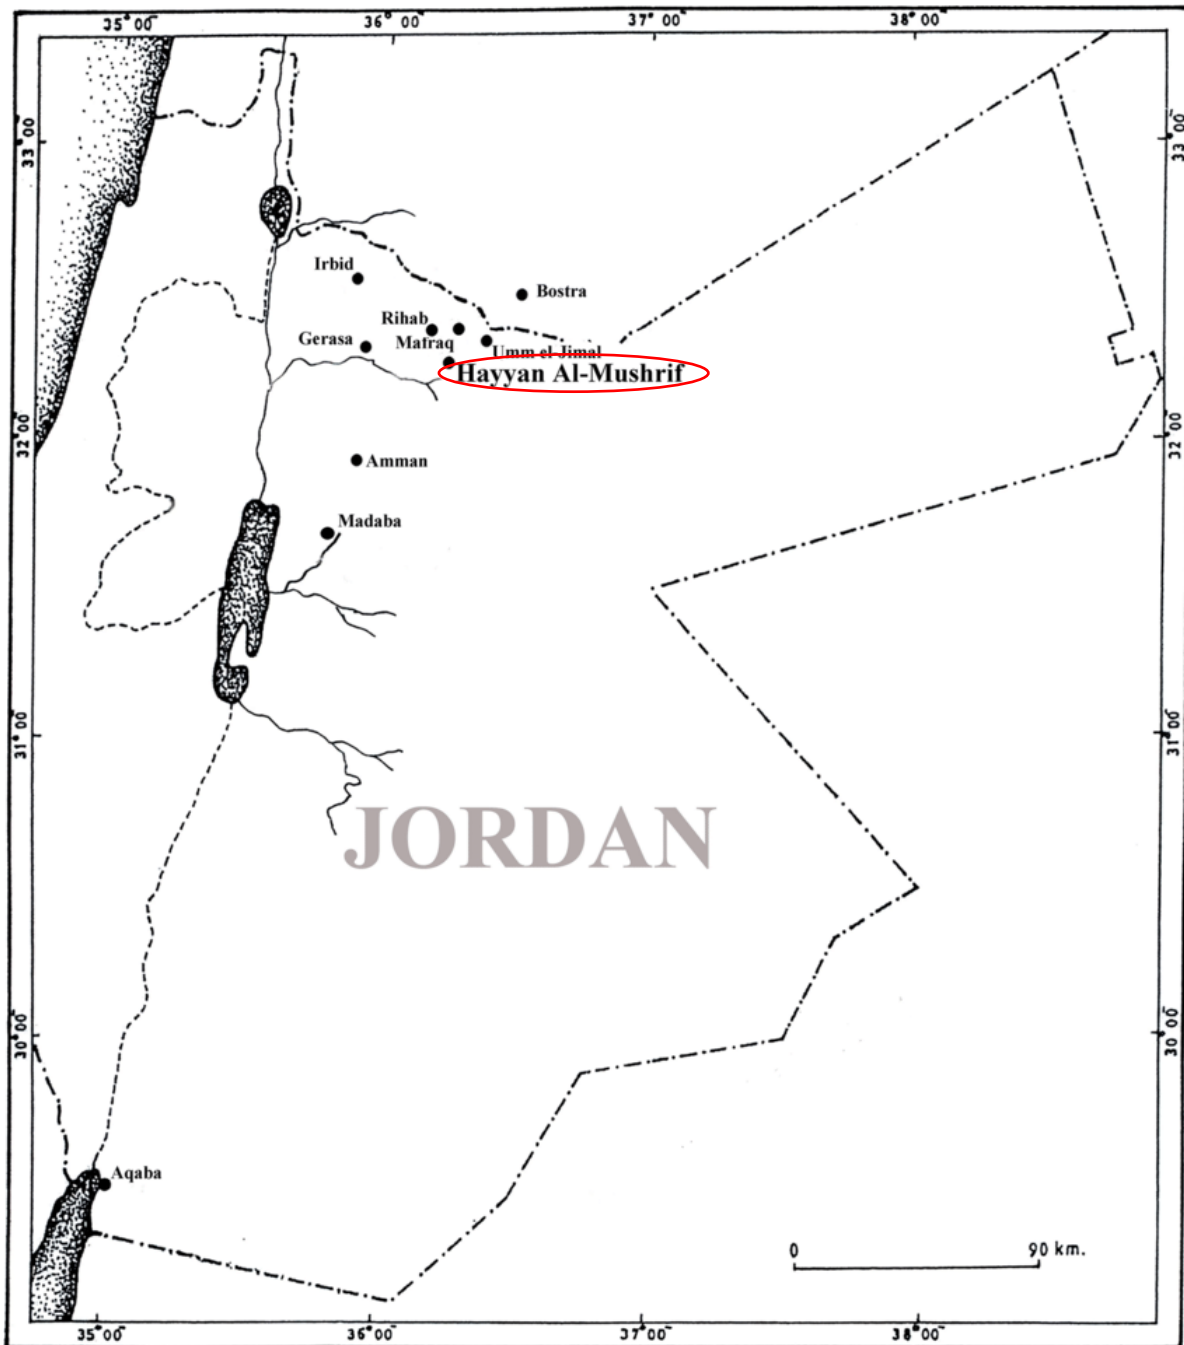 35°00′ 36°00′ 37°00′ 38°00′
33°00′ 33°00′
Irbid
Bostra
Rihab
Gerasa Mafraq
Umm el-Jimal
Hayyan Al-Mushrif
32°00′ 32°00′
Amman
Madaba
31°00′ 31°00′
JORDAN
30°00′ 30°00′
Aqaba
0 90 km.
35°00′ 36°00′ 37°00′ 38°00′